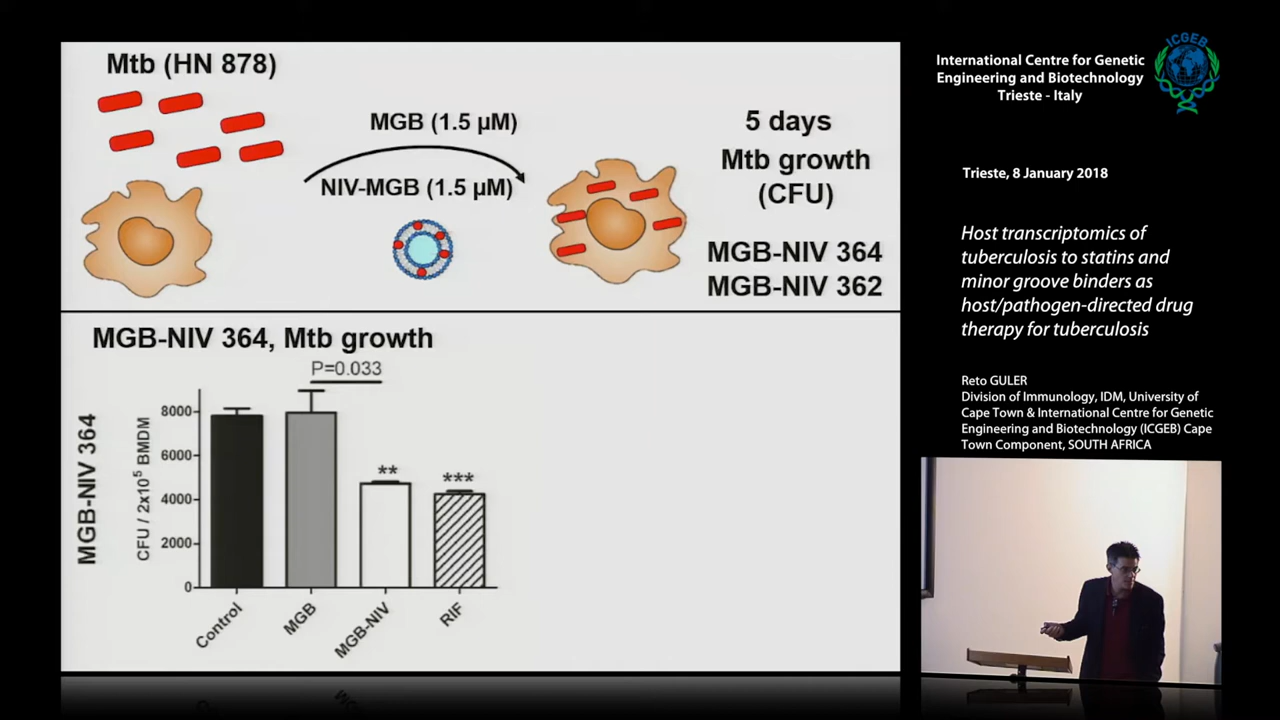 Mtb (HN 878)
MGB (1.5 µM)
NIV-MGB (1.5 µM)
5 days
Mtb growth
(CFU)
MGB-NIV 364
MGB-NIV 362
MGB-NIV 364, Mtb growth
P=0.033
MGB-NIV 364
CFU / 2x10⁵ BMDM
8000
6000
4000
2000
0
**
***
Control
MGB
MGB-NIV
RIF
International Centre for Genetic
Engineering and Biotechnology
Trieste - Italy
ICGEB
Trieste, 8 January 2018
Host transcriptomics of
tuberculosis to statins and
minor groove binders as
host/pathogen-directed drug
therapy for tuberculosis
Reto GULER
Division of Immunology, IDM, University of
Cape Town & International Centre for Genetic
Engineering and Biotechnology (ICGEB) Cape
Town Component, SOUTH AFRICA